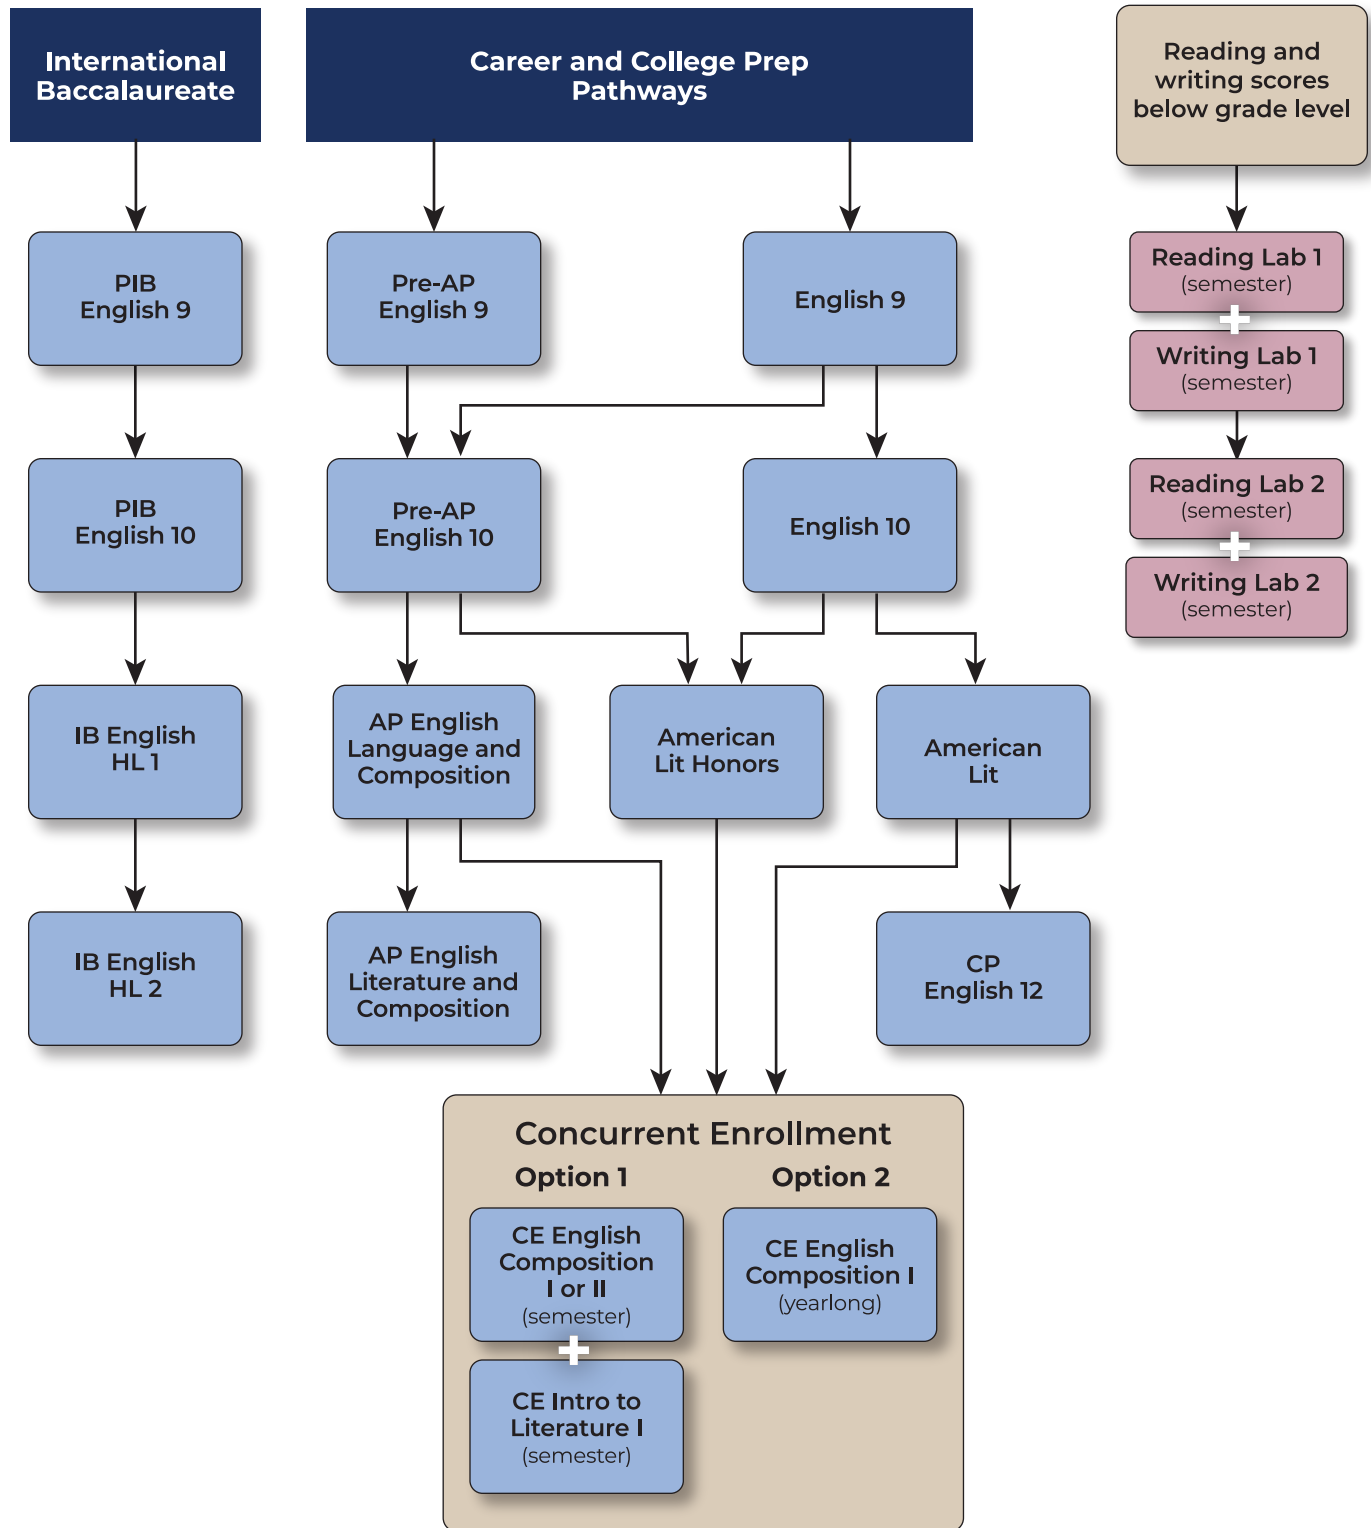 International
Baccalaureate
Career and College Prep
Pathways
Reading and
writing scores
below grade level
PIB
English 9
Pre-AP
English 9
English 9
Reading Lab 1
(semester)
+
Writing Lab 1
(semester)
PIB
English 10
Pre-AP
English 10
English 10
Reading Lab 2
(semester)
+
Writing Lab 2
(semester)
IB English
HL 1
AP English
Language and
Composition
American
Lit Honors
American
Lit
IB English
HL 2
AP English
Literature and
Composition
CP
English 12
Concurrent Enrollment
Option 1
CE English
Composition
I or II
(semester)
+
CE Intro to
Literature I
(semester)
Option 2
CE English
Composition I
(yearlong)